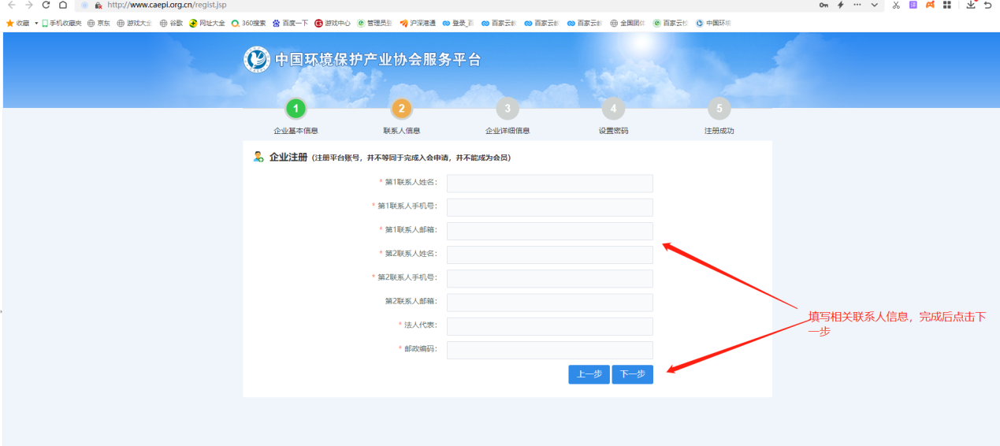 http://www.caepi.org.cn/regist.jsp
收藏 手机收藏夹 京东 游戏大全 谷歌 网址大全 360搜索 百度一下 游戏中心 管理员登 沪深港通 登录_百 百家云 百家云 百家云 全国团体 百家云 中国环
中国环境保护产业协会服务平台
1 2 3 4 5
企业基本信息 联系人信息 企业详细信息 设置密码 注册成功
企业注册（注册平台账号，并不等同于完成入会申请，并不能成为会员）
* 第1联系人姓名：
* 第1联系人手机号：
* 第1联系人邮箱：
* 第2联系人姓名：
* 第2联系人手机号：
第2联系人邮箱：
* 法人代表：
* 邮政编码：
上一步 下一步
填写相关联系人信息，完成后点击下
一步